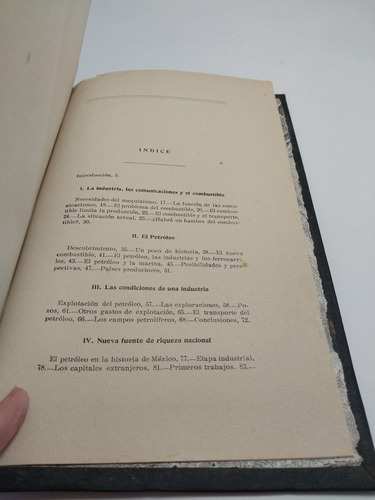 INDICE
Introducción, 5.
I. La industria, las comunicaciones y el combustible
Necesidades del maquinismo, 17.—La función de las comu-
nicaciones, 18.—El problema del combustible, 20.—El combus-
tible limita la producción, 22.—El combustible y el transporte,
24.—La situación actual, 25.—¿Habrá un hambre del combus-
tible?, 30.
II. El Petróleo
Descubrimiento, 35.—Un poco de historia, 38.—El nuevo
combustible, 41.—El petróleo, las industrias y los ferrocarri-
les, 43.—El petróleo y la marina, 45.—Posibilidades y pers-
pectivas, 47.—Países productores, 51.
III. Las condiciones de una industria
Explotación del petróleo, 57.—Las exploraciones, 58.—Po-
zos, 61.—Otros gastos de explotación, 65.—El transporte del
petróleo, 66.—Los campos petrolíferos, 68.—Conclusiones, 72.
IV. Nueva fuente de riqueza nacional
El petróleo en la historia de México, 77.—Etapa industrial,
78.—Los capitales extranjeros, 81.—Primeros trabajos. 83.—